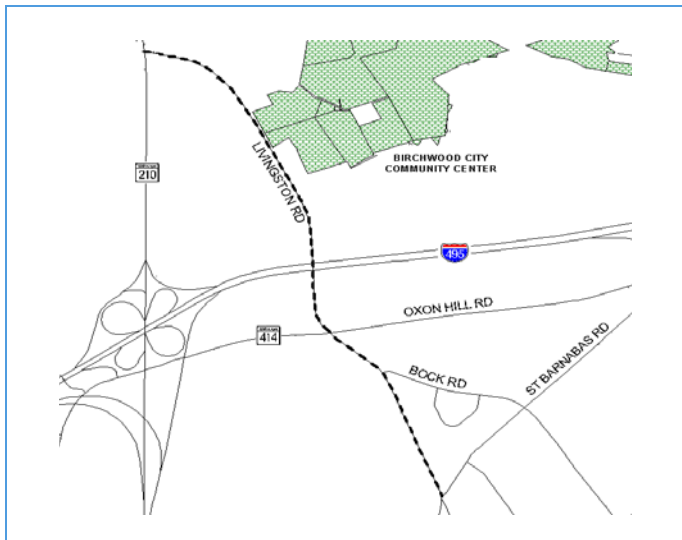 LIVINGSTON RD
BIRCHWOOD CITY
COMMUNITY CENTER
210
495
OXON HILL RD
414
ST BARNABAS RD
BOCK RD